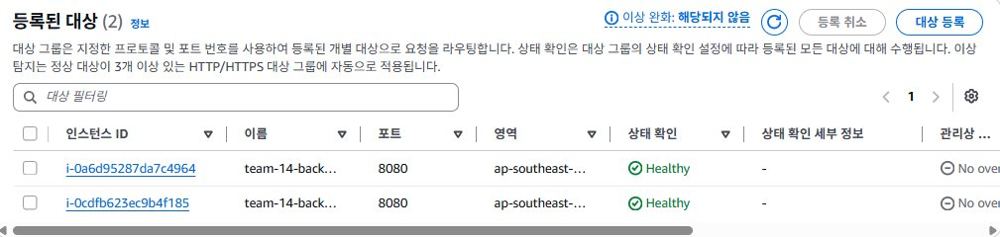 등록된 대상 (2) 정보
이상 완화: 해당되지 않음
등록 취소
대상 등록
대상 그룹은 지정한 프로토콜 및 포트 번호를 사용하여 등록된 개별 대상으로 요청을 라우팅합니다. 상태 확인은 대상 그룹의 상태 확인 설정에 따라 등록된 모든 대상에 대해 수행됩니다. 이상
탐지는 정상 대상이 3개 이상 있는 HTTP/HTTPS 대상 그룹에 자동으로 적용됩니다.
대상 필터링
1
인스턴스 ID 이름 포트 영역 상태 확인 상태 확인 세부 정보 관리상 ...
i-0a6d95287da7c4964 team-14-back... 8080 ap-southeast-... Healthy - No over
i-0cdfb623ec9b4f185 team-14-back... 8080 ap-southeast-... Healthy - No over